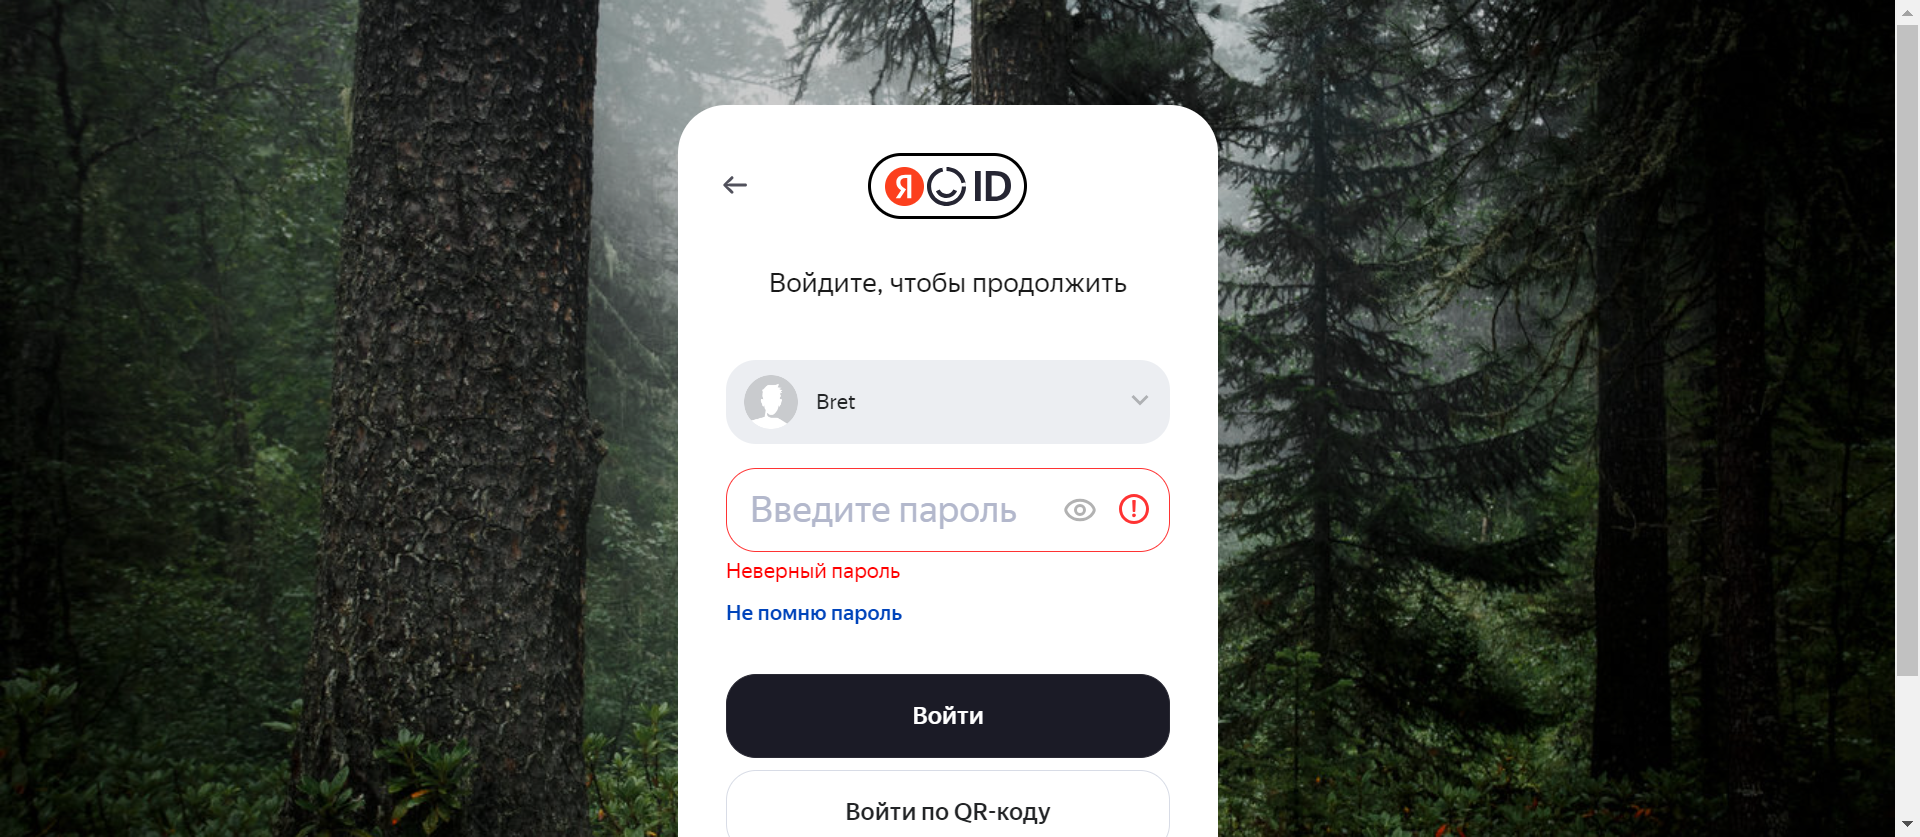 Я ID
Войдите, чтобы продолжить
Bret
Введите пароль
Неверный пароль
Не помню пароль
Войти
Войти по QR-коду